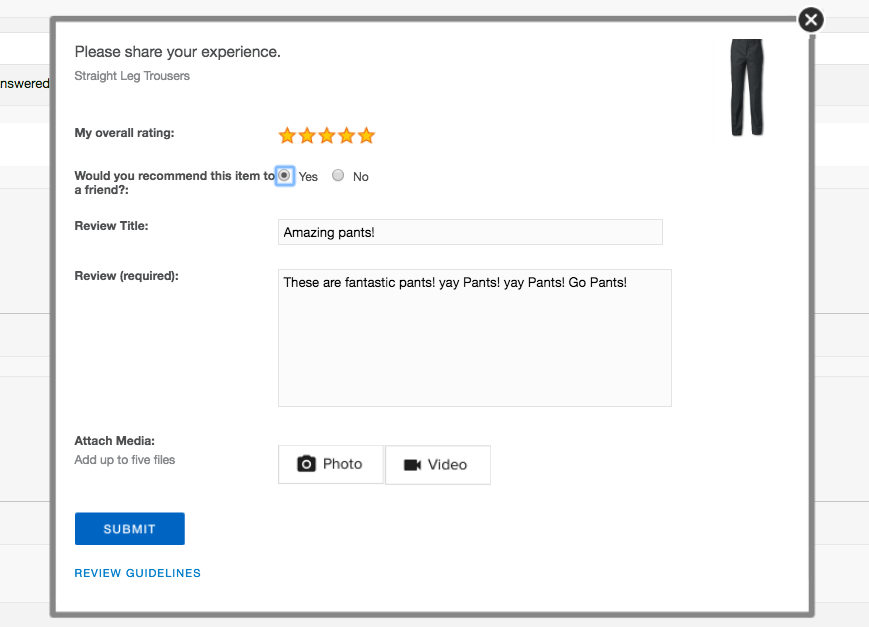 Please share your experience.
Straight Leg Trousers
nswered
My overall rating:
Would you recommend this item to
a friend?:
Yes No
Review Title:
Amazing pants!
Review (required):
These are fantastic pants! yay Pants! yay Pants! Go Pants!
Attach Media:
Add up to five files
Photo Video
SUBMIT
REVIEW GUIDELINES